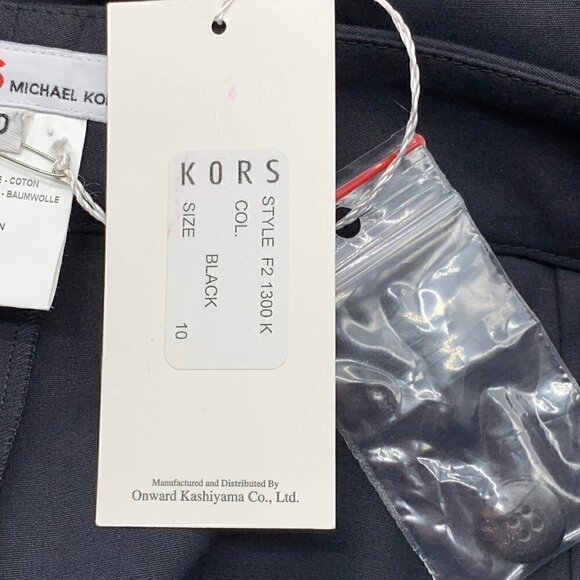 S MICHAEL KO
- COTTON
- BAUMWOLLE
N
KORS
STYLE F2 1300 K
COL. BLACK
SIZE 10
Manufactured and Distributed By
Onward Kashiyama Co., Ltd.